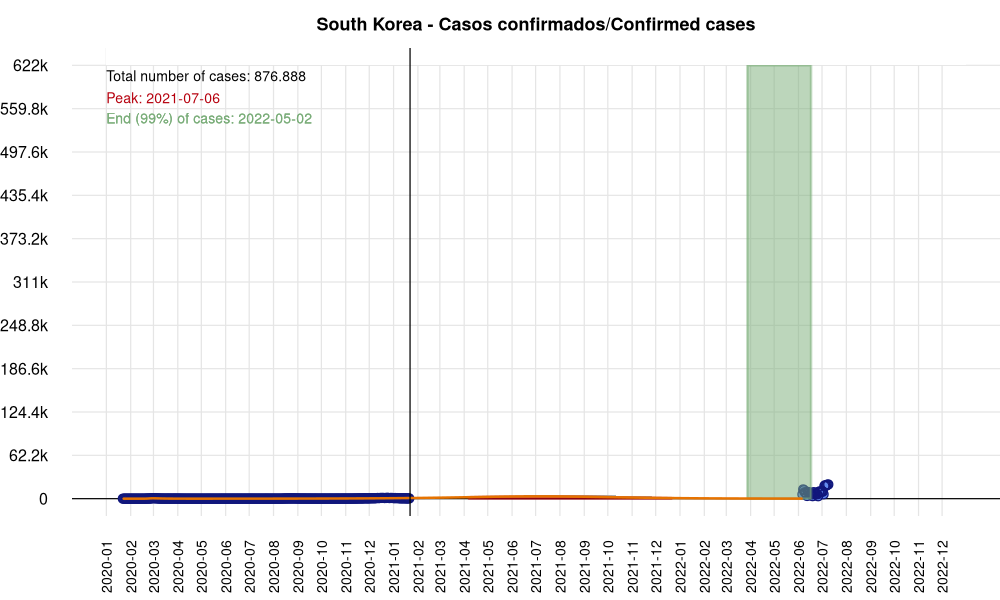 South Korea - Casos confirmados/Confirmed cases
622k
Total number of cases: 876.888
Peak: 2021-07-06
559.8k
End (99%) of cases: 2022-05-02
497.6k
435.4k
373.2k
311k
248.8k
186.6k
124.4k
62.2k
0
2020-01
2020-02
2020-03
2020-04
2020-05
2020-06
2020-07
2020-08
2020-09
2020-10
2020-11
2020-12
2021-01
2021-02
2021-03
2021-04
2021-05
2021-06
2021-07
2021-08
2021-09
2021-10
2021-11
2021-12
2022-01
2022-02
2022-03
2022-04
2022-05
2022-06
2022-07
2022-08
2022-09
2022-10
2022-11
2022-12